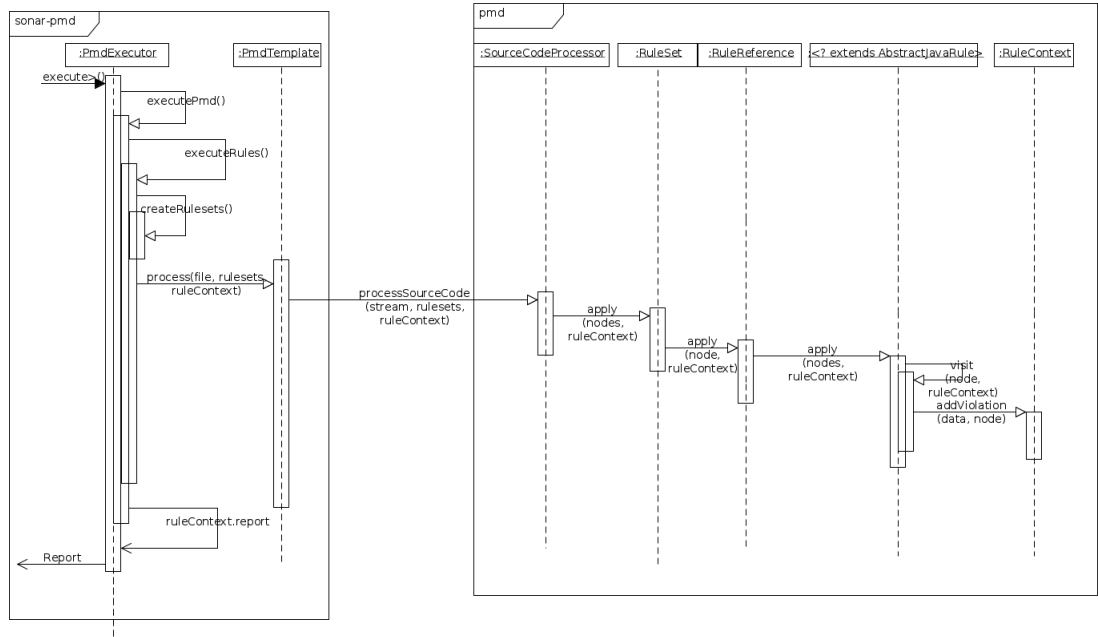 sonar-pmd
pmd
:PmdExecutor
:PmdTemplate
:SourceCodeProcessor
:RuleSet
:RuleReference
:<? extends AbstractJavaRule>
:RuleContext
execute>()
executePmd()
executeRules()
createRulesets()
process(file, rulesets,
ruleContext)
processSourceCode
(stream, rulesets,
ruleContext)
apply
(nodes,
ruleContext)
apply
(node,
ruleContext)
apply
(nodes,
ruleContext)
visit
(node,
ruleContext)
addViolation
(data, node)
ruleContext.report
Report